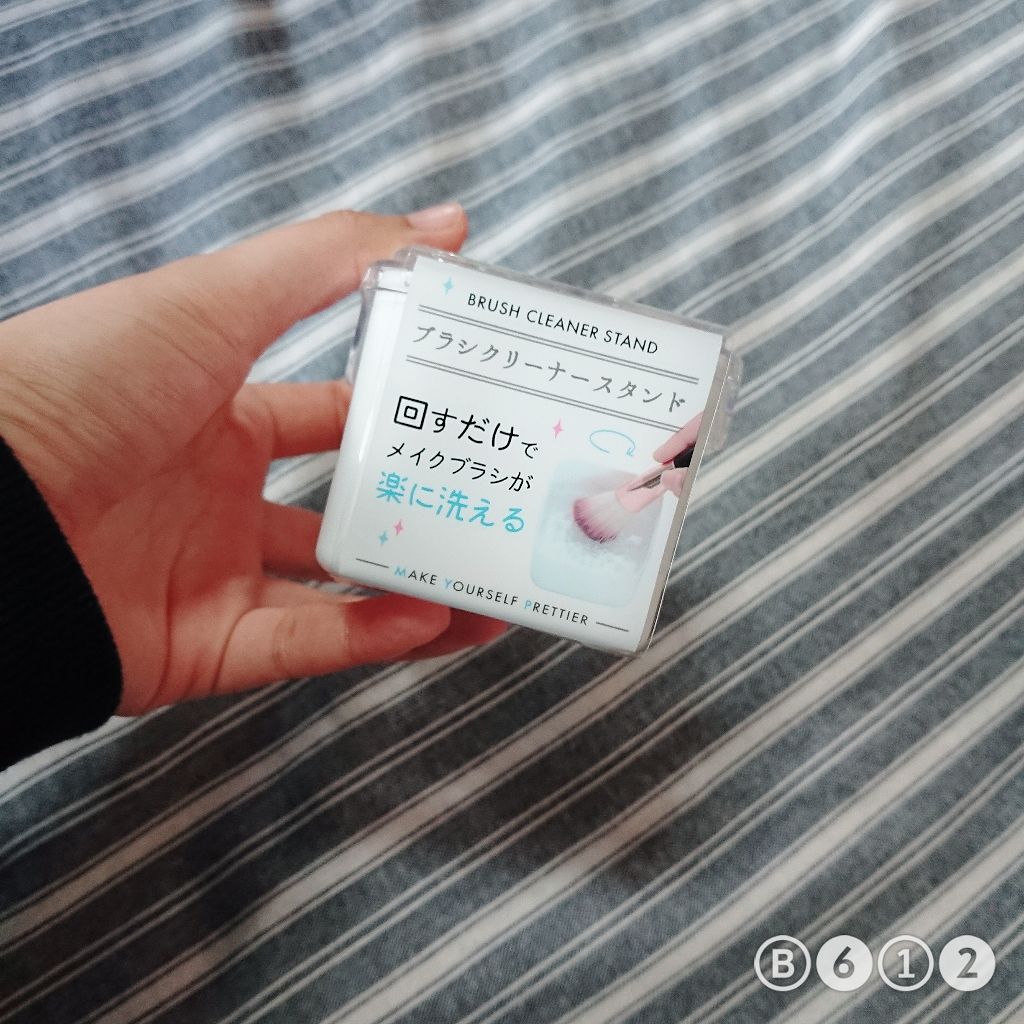 BRUSH CLEANER STAND
ブラシクリーナースタンド
回すだけで
メイクブラシが
楽に洗える
MAKE YOURSELF PRETTIER
B612